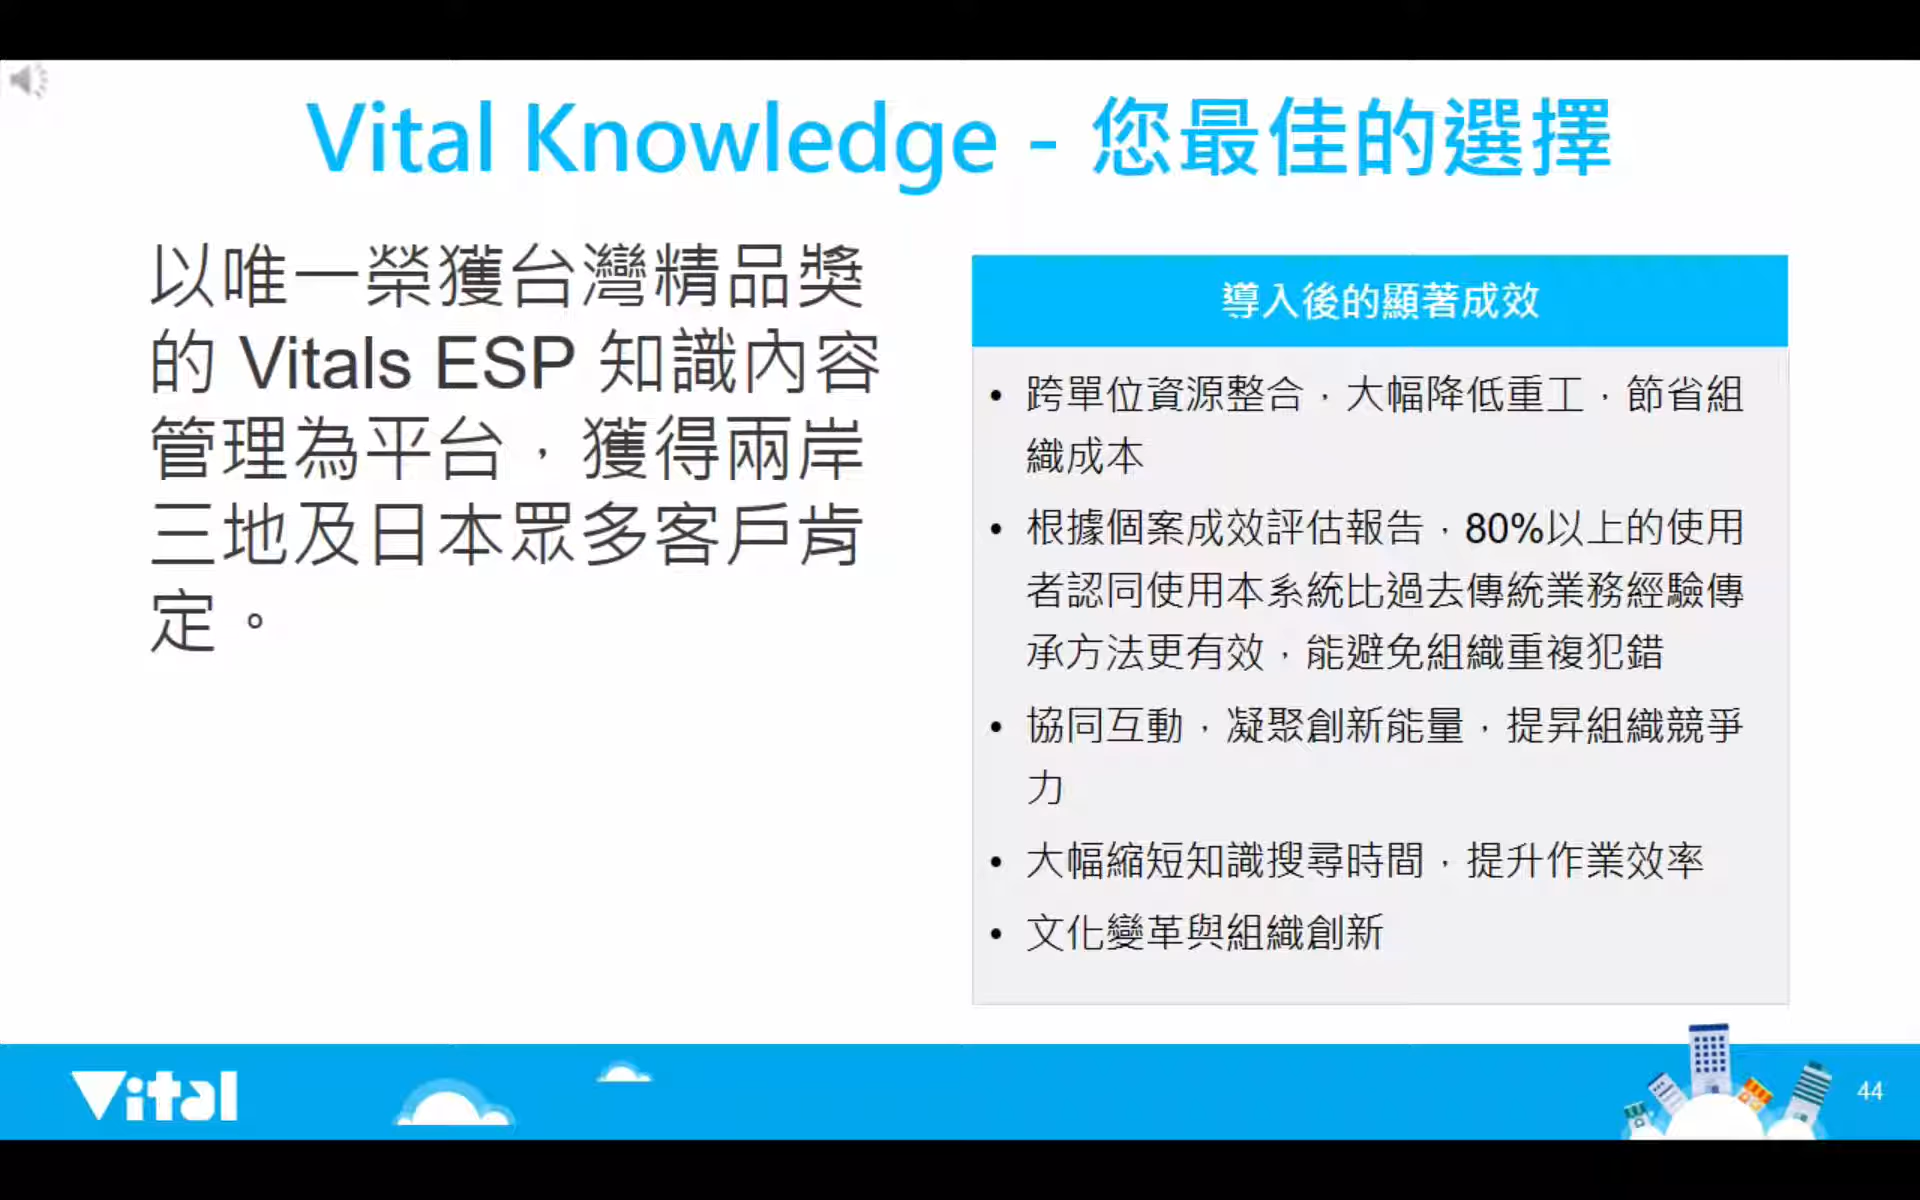 Vital Knowledge - 您最佳的選擇
以唯一榮獲台灣精品獎
的 Vitals ESP 知識內容
管理為平台，獲得兩岸
三地及日本眾多客戶肯
定。
導入後的顯著成效
• 跨單位資源整合，大幅降低重工，節省組
織成本
• 根據個案成效評估報告，80%以上的使用
者認同使用本系統比過去傳統業務經驗傳
承方法更有效，能避免組織重複犯錯
• 協同互動，凝聚創新能量，提昇組織競爭
力
• 大幅縮短知識搜尋時間，提升作業效率
• 文化變革與組織創新
Vital
44